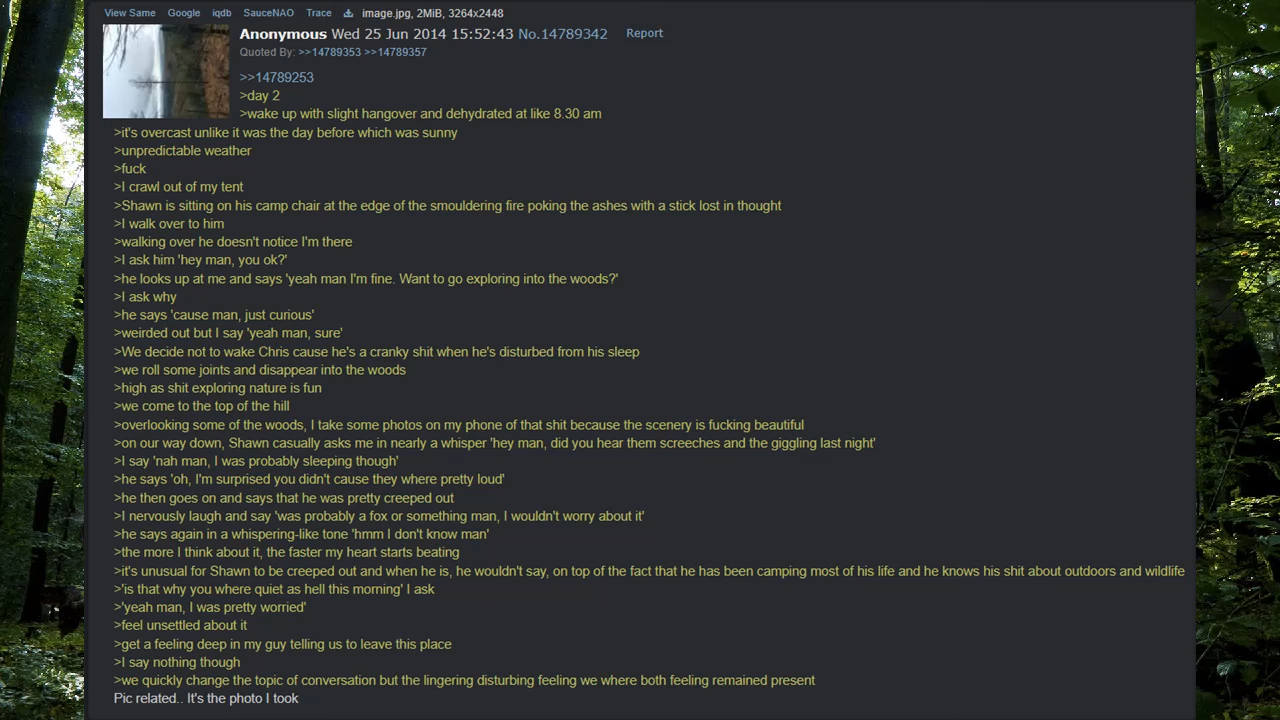 View Same Google iqdb SauceNAO Trace image.jpg, 2MiB, 3264x2448
Anonymous Wed 25 Jun 2014 15:52:43 No.14789342 Report
Quoted By: >>14789353 >>14789357
>>14789253
>day 2
>wake up with slight hangover and dehydrated at like 8.30 am
>it's overcast unlike it was the day before which was sunny
>unpredictable weather
>fuck
>I crawl out of my tent
>Shawn is sitting on his camp chair at the edge of the smouldering fire poking the ashes with a stick lost in thought
>I walk over to him
>walking over he doesn't notice I'm there
>I ask him 'hey man, you ok?'
>he looks up at me and says 'yeah man I'm fine. Want to go exploring into the woods?'
>I ask why
>he says 'cause man, just curious'
>weirded out but I say 'yeah man, sure'
>We decide not to wake Chris cause he's a cranky shit when he's disturbed from his sleep
>we roll some joints and disappear into the woods
>high as shit exploring nature is fun
>we come to the top of the hill
>overlooking some of the woods, I take some photos on my phone of that shit because the scenery is fucking beautiful
>on our way down, Shawn casually asks me in nearly a whisper 'hey man, did you hear them screeches and the giggling last night'
>I say 'nah man, I was probably sleeping though'
>he says 'oh, I'm surprised you didn't cause they where pretty loud'
>he then goes on and says that he was pretty creeped out
>I nervously laugh and say 'was probably a fox or something man, I wouldn't worry about it'
>he says again in a whispering-like tone 'hmm I don't know man'
>the more I think about it, the faster my heart starts beating
>it's unusual for Shawn to be creeped out and when he is, he wouldn't say, on top of the fact that he has been camping most of his life and he knows his shit about outdoors and wildlife
>'is that why you where quiet as hell this morning' I ask
>'yeah man, I was pretty worried'
>feel unsettled about it
>get a feeling deep in my guy telling us to leave this place
>I say nothing though
>we quickly change the topic of conversation but the lingering disturbing feeling we where both feeling remained present
Pic related.. It's the photo I took